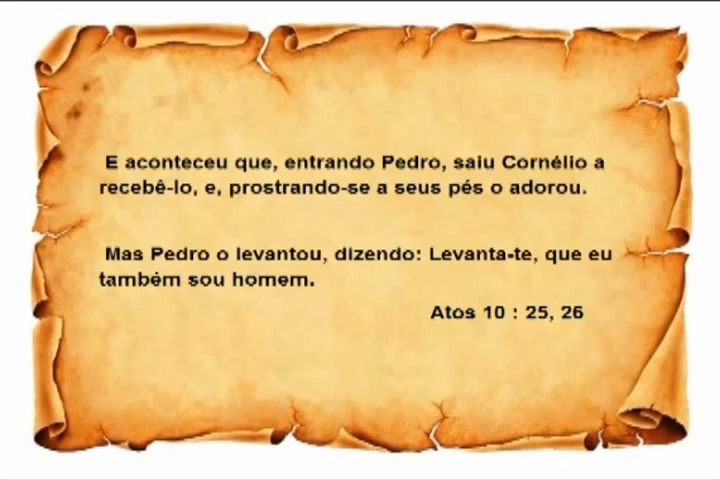 E aconteceu que, entrando Pedro, saiu Cornélio a
recebê-lo, e, prostrando-se a seus pés o adorou.
Mas Pedro o levantou, dizendo: Levanta-te, que eu
também sou homem.
Atos 10 : 25, 26